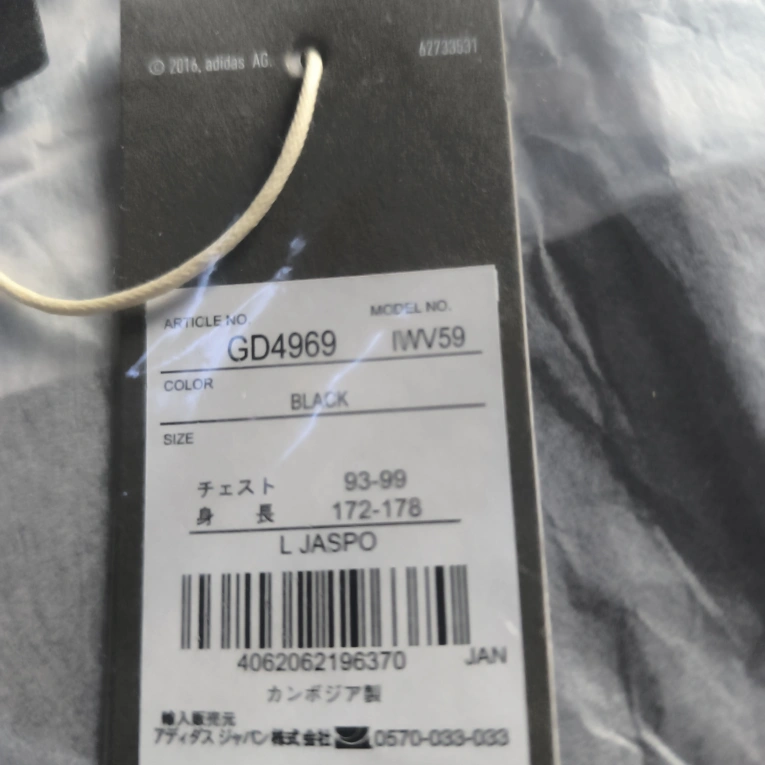 © 2016, adidas AG. 62733531
ARTICLE NO MODEL NO.
GD4969 IWV59
COLOR
BLACK
SIZE
チェスト 93-99
身 長 172-178
L JASPO
4062062196370 JAN
カンボジア製
輸入販売元
アディダス ジャパン株式会社 0570-033-033